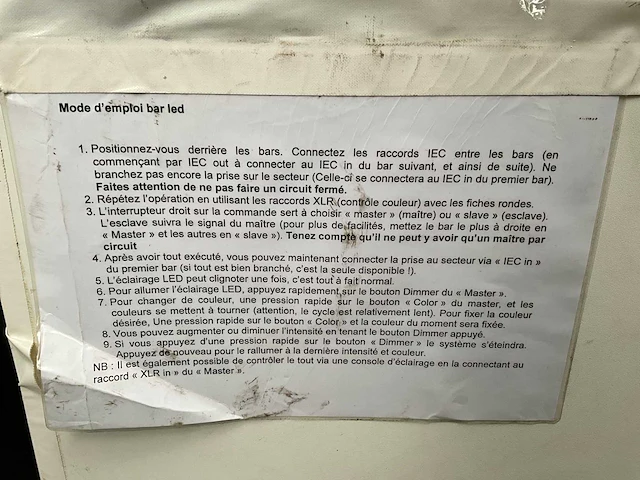 Mode d'emploi bar led
1. Positionnez-vous derrière les bars. Connectez les raccords IEC entre les bars (en
commençant par IEC out à connecter au IEC in du bar suivant, et ainsi de suite). Ne
branchez pas encore la prise sur le secteur (Celle-ci se connectera au IEC in du premier bar).
Faites attention de ne pas faire un circuit fermé.
2. Répétez l'opération en utilisant les raccords XLR (contrôle couleur) avec les fiches rondes.
3. L'interrupteur droit sur la commande sert à choisir « master » (maître) ou « slave » (esclave).
L'esclave suivra le signal du maître (pour plus de facilités, mettez le bar le plus à droite en
« Master » et les autres en « slave »). Tenez compte qu'il ne peut y avoir qu'un maître par
circuit
4. Après avoir tout exécuté, vous pouvez maintenant connecter la prise au secteur via « IEC in »
du premier bar (si tout est bien branché, c'est la seule disponible !).
5. L'éclairage LED peut clignoter une fois, c'est tout à fait normal.
6. Pour allumer l'éclairage LED, appuyez rapidement sur le bouton Dimmer du « Master ».
7. Pour changer de couleur, une pression rapide sur le bouton « Color » du master, et les
couleurs se mettent à tourner (attention, le cycle est relativement lent). Pour fixer la couleur
désirée, Une pression rapide sur le bouton « Color » et la couleur du moment sera fixée.
8. Vous pouvez augmenter ou diminuer l'intensité en tenant le bouton Dimmer appuyé.
9. Si vous appuyez d'une pression rapide sur le bouton « Dimmer » le système s'éteindra.
Appuyez de nouveau pour le rallumer à la dernière intensité et couleur.
NB : Il est également possible de contrôler le tout via une console d'éclairage en la connectant au
raccord « XLR in » du « Master ».